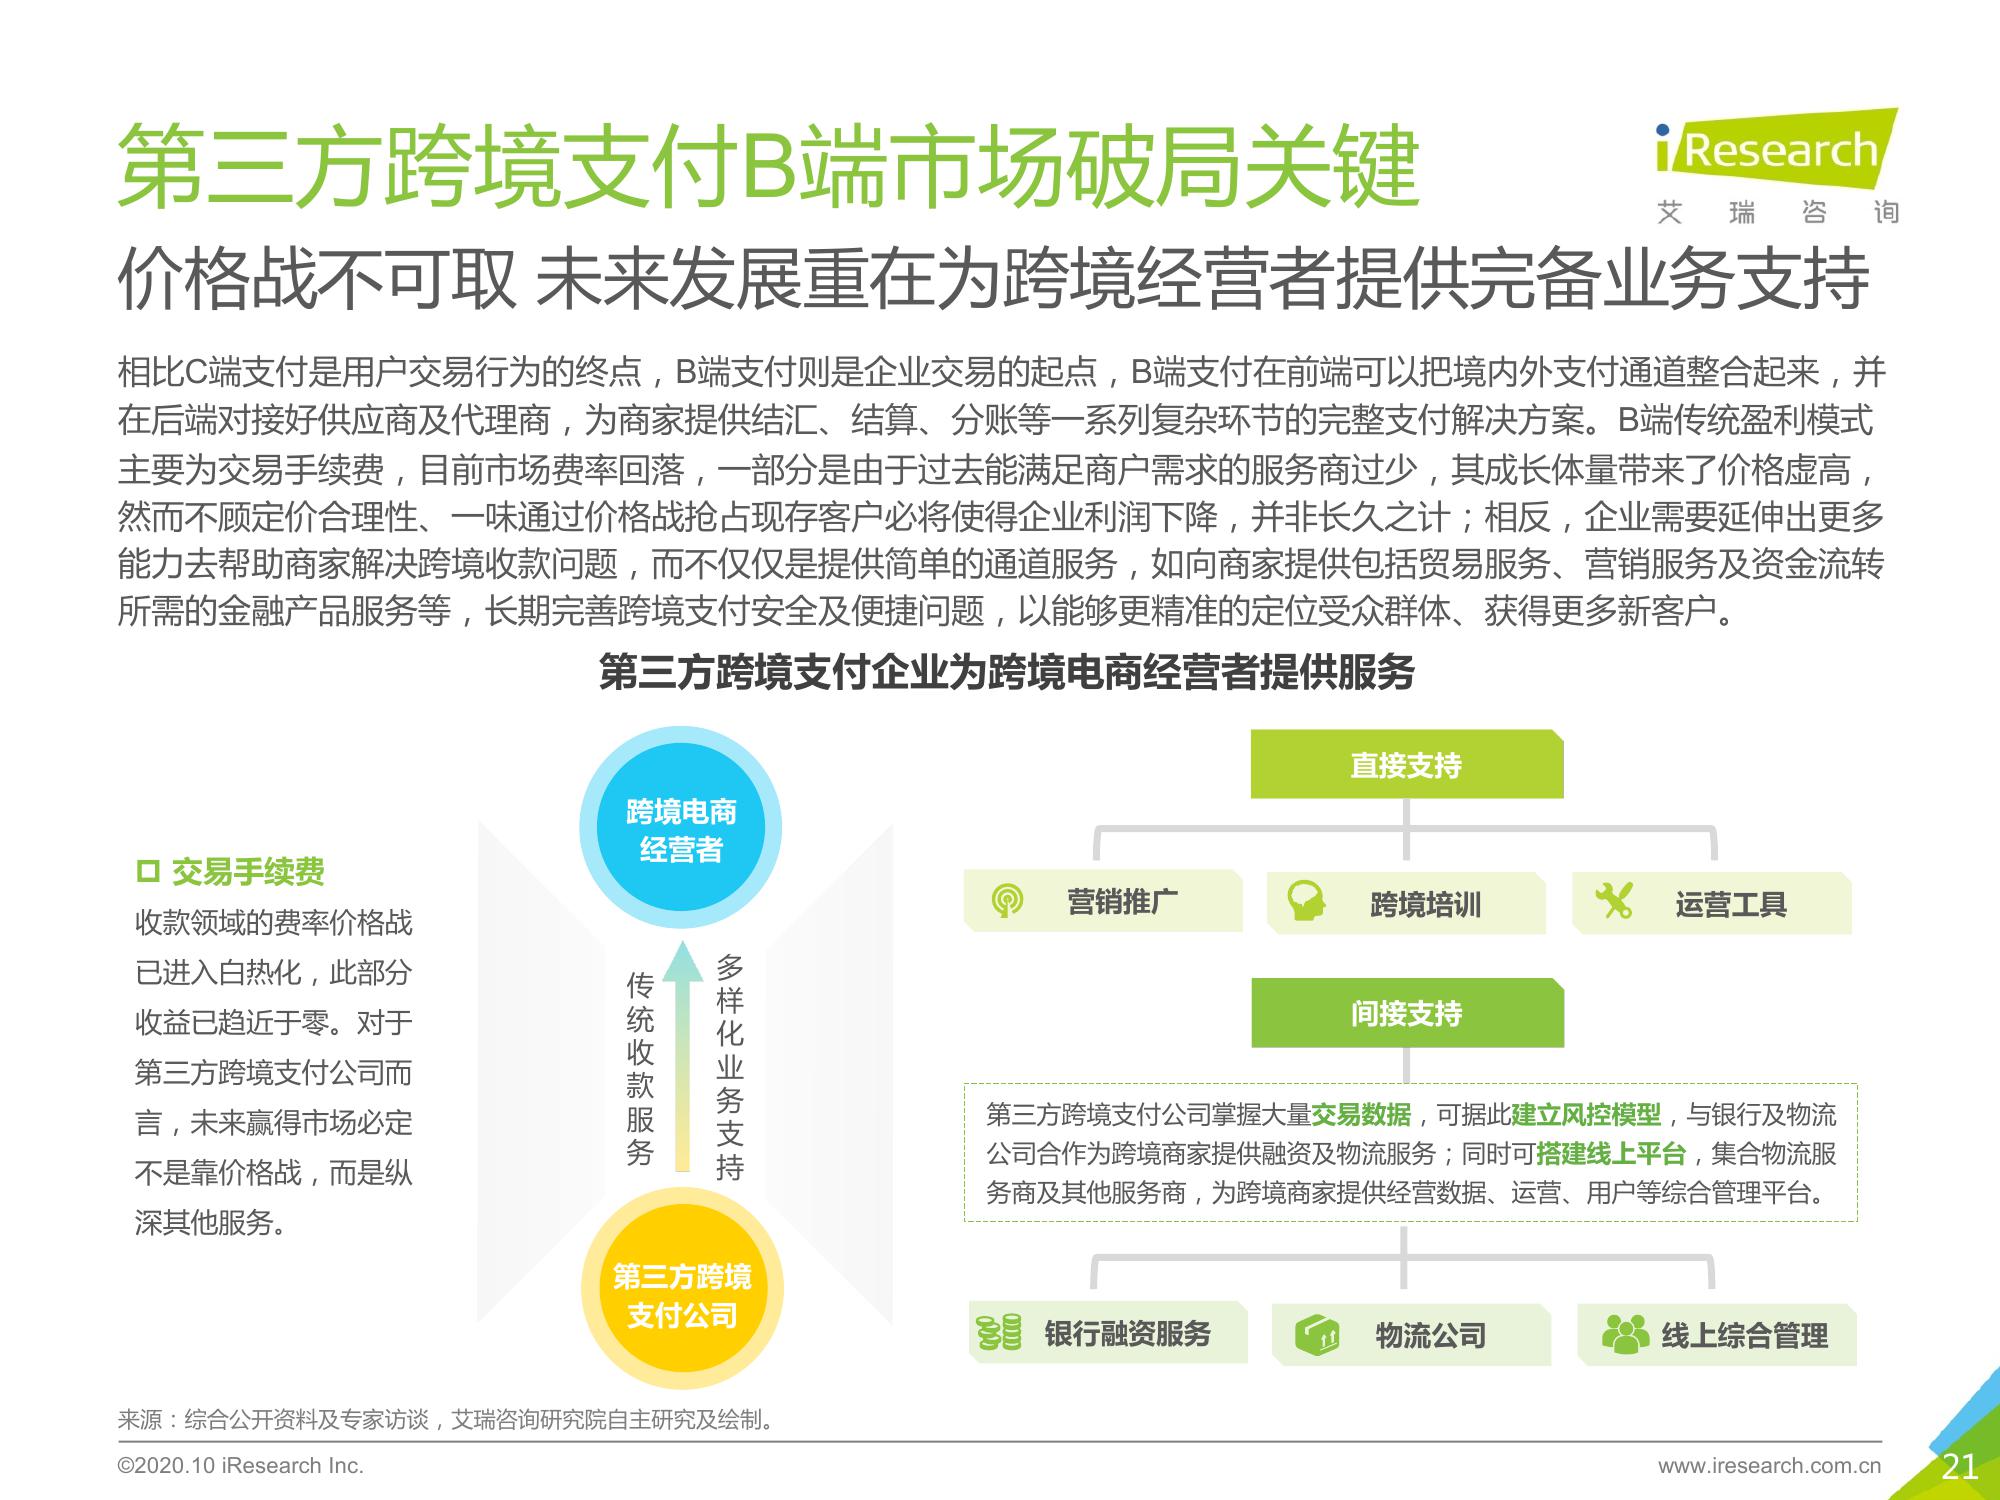 第三方跨境支付B端市场破局关键
iResearch
艾瑞咨询
价格战不可取 未来发展重在为跨境经营者提供完备业务支持
相比C端支付是用户交易行为的终点，B端支付则是企业交易的起点，B端支付在前端可以把境内外支付通道整合起来，并
在后端对接好供应商及代理商，为商家提供结汇、结算、分账等一系列复杂环节的完整支付解决方案。B端传统盈利模式
主要为交易手续费，目前市场费率回落，一部分是由于过去能满足商户需求的服务商过少，其成长体量带来了价格虚高，
然而不顾定价合理性、一味通过价格战抢占现存客户必将使得企业利润下降，并非长久之计；相反，企业需要延伸出更多
能力去帮助商家解决跨境收款问题，而不仅仅是提供简单的通道服务，如向商家提供包括贸易服务、营销服务及资金流转
所需的金融产品服务等，长期完善跨境支付安全及便捷问题，以能够更精准的定位受众群体、获得更多新客户。
第三方跨境支付企业为跨境电商经营者提供服务
交易手续费
收款领域的费率价格战
已进入白热化，此部分
收益已趋近于零。对于
第三方跨境支付公司而
言，未来赢得市场必定
不是靠价格战，而是纵
深其他服务。
跨境电商
经营者
传统收款服务
多样化业务支持
第三方跨境
支付公司
直接支持
营销推广
跨境培训
运营工具
间接支持
第三方跨境支付公司掌握大量交易数据，可据此建立风控模型，与银行及物流
公司合作为跨境商家提供融资及物流服务；同时可搭建线上平台，集合物流服
务商及其他服务商，为跨境商家提供经营数据、运营、用户等综合管理平台。
银行融资服务
物流公司
线上综合管理
来源：综合公开资料及专家访谈，艾瑞咨询研究院自主研究及绘制。
©2020.10 iResearch Inc.
www.iresearch.com.cn
21